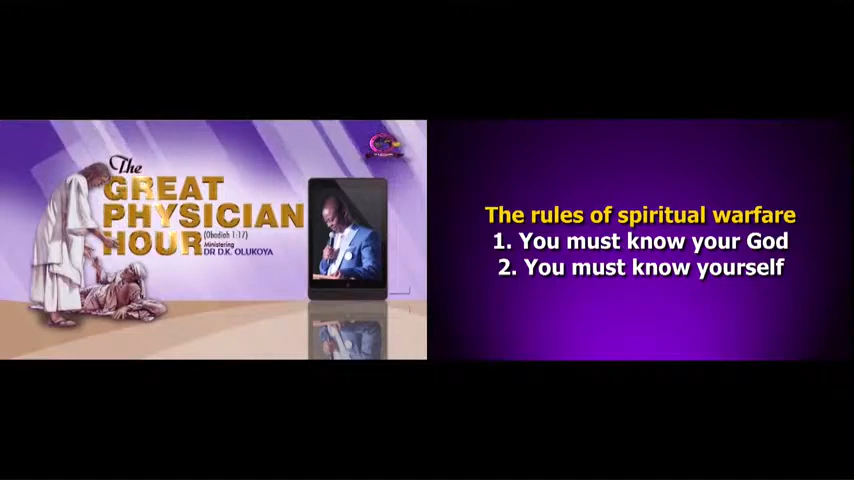 The
GREAT
PHYSICIAN
HOUR
(Obadiah 1:17)
Ministering
DR D.K. OLUKOYA
The rules of spiritual warfare
1. You must know your God
2. You must know yourself